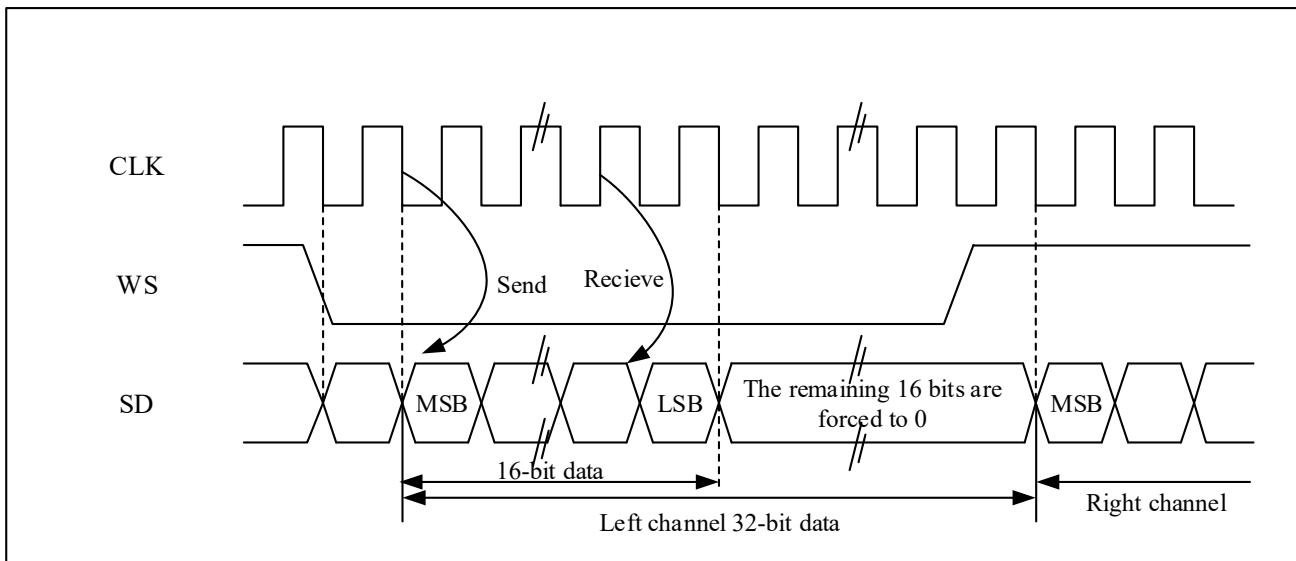 CLK
WS
Send
Recieve
SD
MSB
LSB
The remaining 16 bits are
forced to 0
MSB
16-bit data
Right channel
Left channel 32-bit data